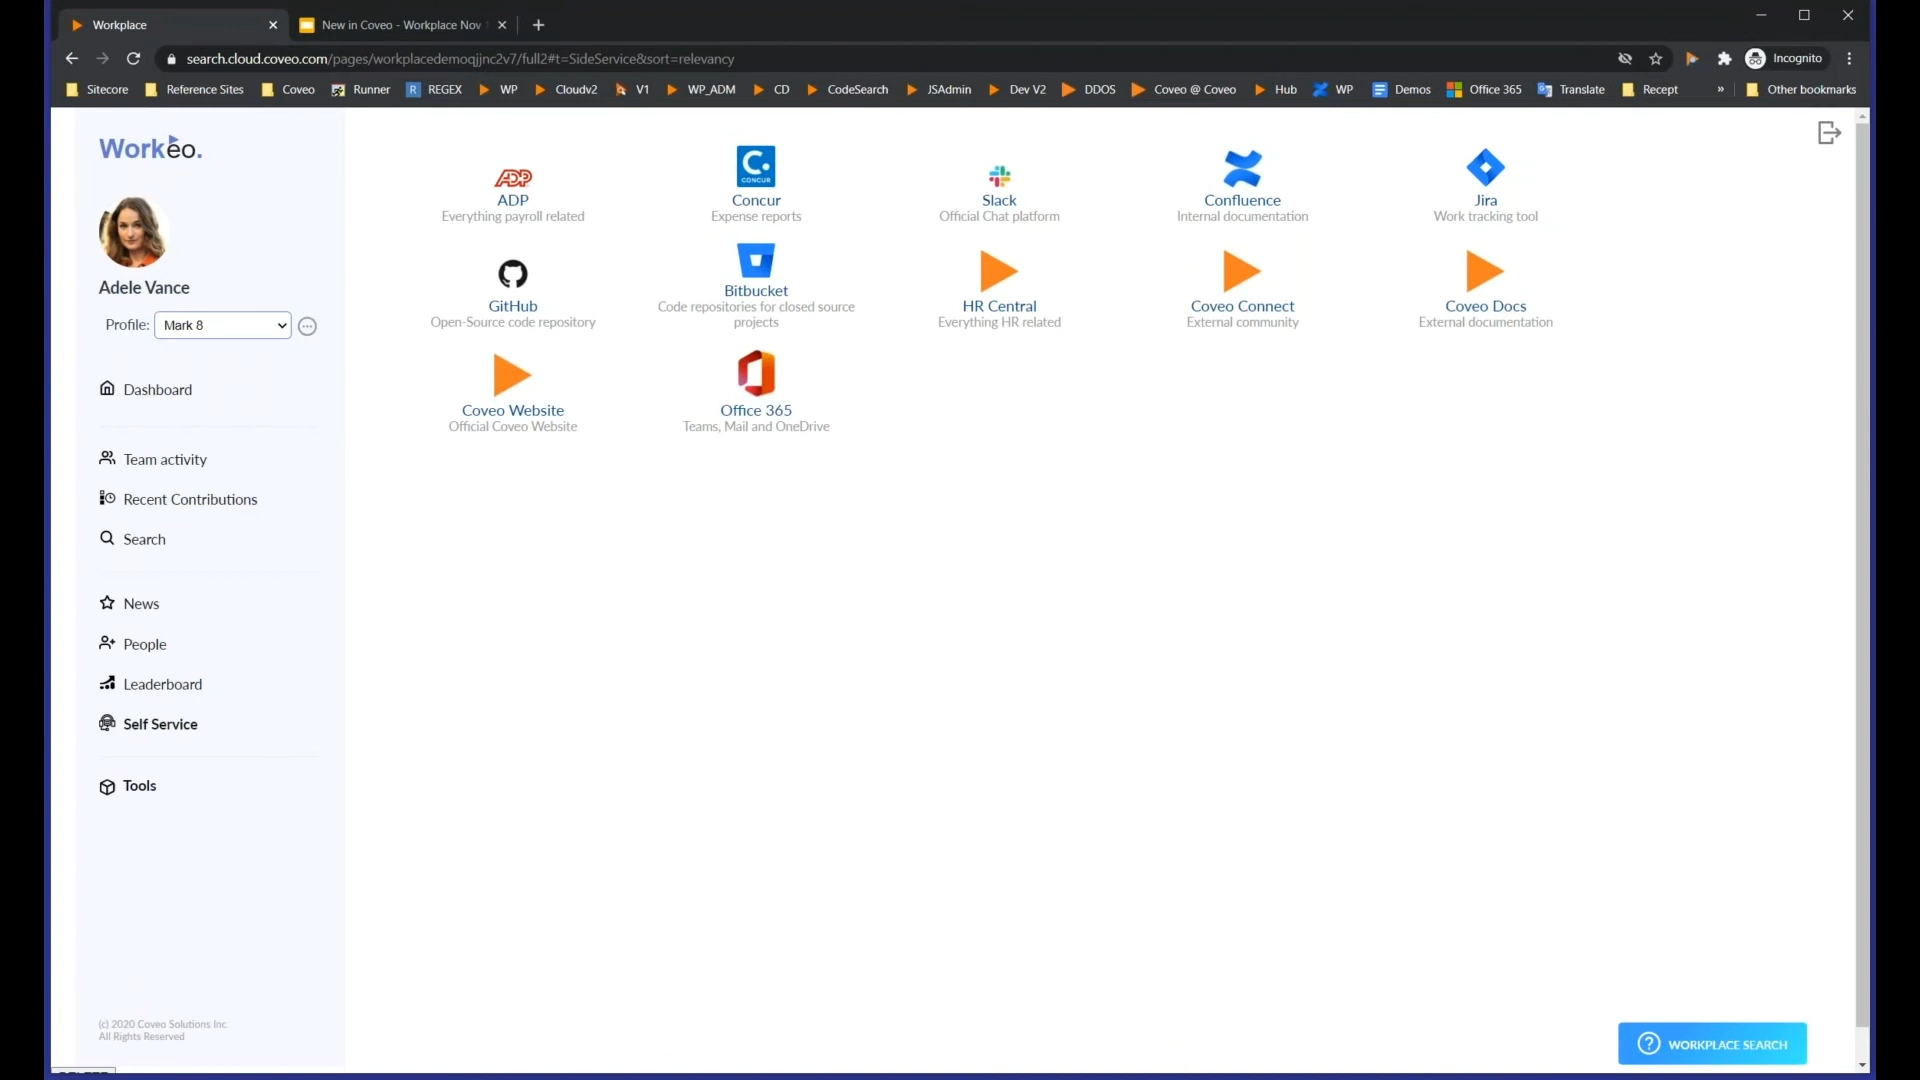 Workplace
New in Coveo - Workplace Nov
search.cloud.coveo.com/pages/workplacedemoqjjnc2v7/full2#t=SideService&sort=relevancy
Incognito
Sitecore
Reference Sites
Coveo
Runner
R
REGEX
WP
Cloudv2
V1
WP_ADM
CD
CodeSearch
JSAdmin
Dev V2
DDOS
Coveo @ Coveo
Hub
WP
Demos
Office 365
Translate
Recept
»
Other bookmarks
Workeo.
Adele Vance
Profile: Mark 8
Dashboard
Team activity
Recent Contributions
Search
News
People
Leaderboard
Self Service
Tools
(c) 2020 Coveo Solutions Inc.
All Rights Reserved
ADP
ADP
Everything payroll related
C.
CONCUR
Concur
Expense reports
Slack
Official Chat platform
Confluence
Internal documentation
Jira
Work tracking tool
GitHub
Open-Source code repository
Bitbucket
Code repositories for closed source
projects
HR Central
Everything HR related
Coveo Connect
External community
Coveo Docs
External documentation
Coveo Website
Official Coveo Website
Office 365
Teams, Mail and OneDrive
? WORKPLACE SEARCH